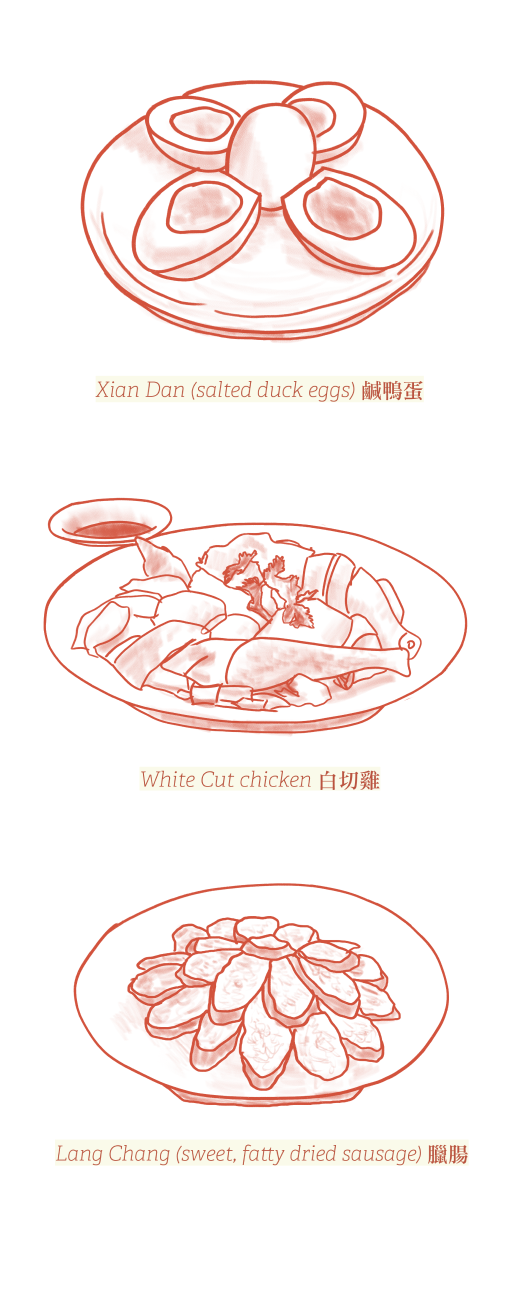 Xian Dan (salted duck eggs) 鹹鴨蛋
White Cut chicken 白切雞
Lang Chang (sweet, fatty dried sausage) 臘腸